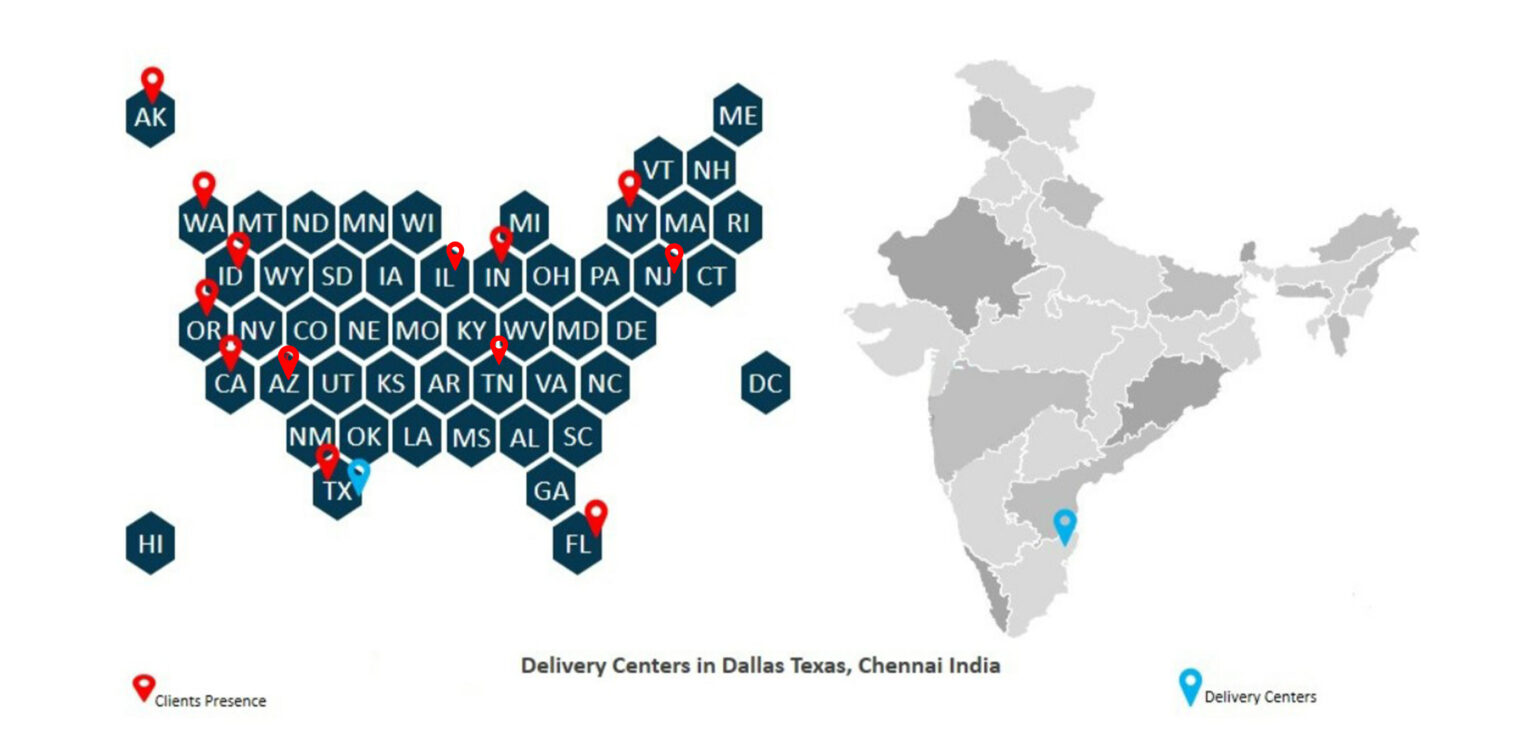 AK
ME
VT NH
WA MT ND MN WI MI NY MA RI
ID WY SD IA IL IN OH PA NJ CT
OR NV CO NE MO KY WV MD DE
CA AZ UT KS AR TN VA NC DC
NM OK LA MS AL SC
TX GA
HI FL
Delivery Centers in Dallas Texas, Chennai India
Clients Presence
Delivery Centers